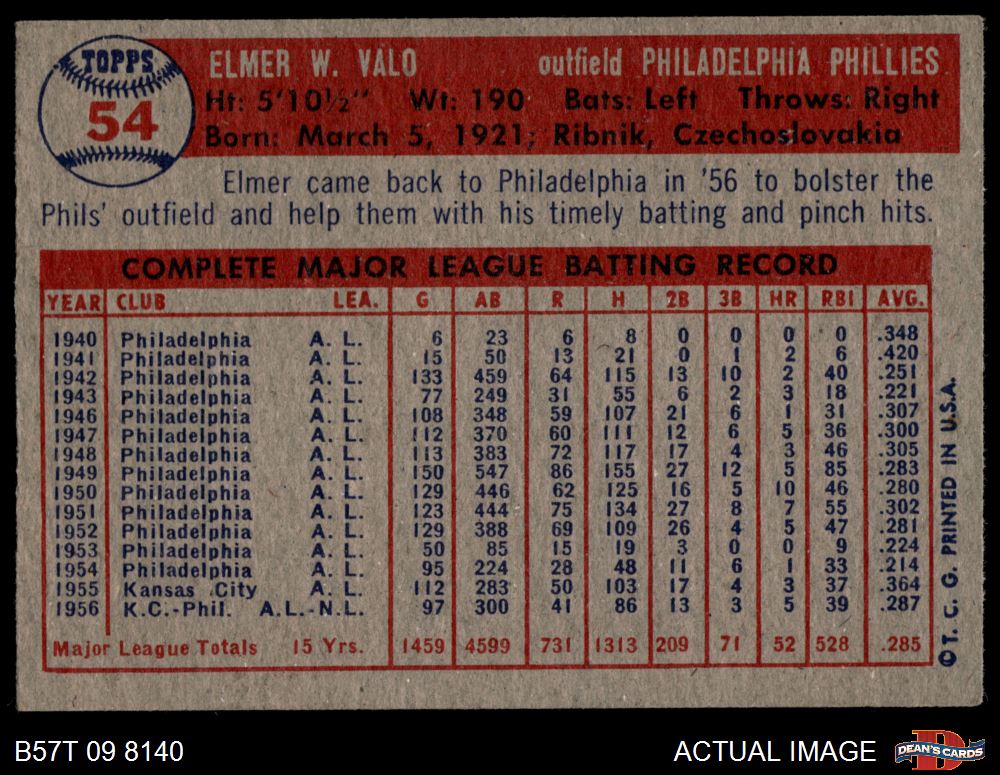 TOPPS
54
ELMER W. VALO outfield PHILADELPHIA PHILLIES
Ht: 5'10½" Wt: 190 Bats: Left Throws: Right
Born: March 5, 1921; Ribnik, Czechoslovakia
Elmer came back to Philadelphia in '56 to bolster the
Phils' outfield and help them with his timely batting and pinch hits.
COMPLETE MAJOR LEAGUE BATTING RECORD
YEAR CLUB LEA. G AB R H 2B 3B HR RBI AVG.
1940 Philadelphia A. L. 6 23 6 8 0 0 0 0 .348
1941 Philadelphia A. L. 15 50 13 21 0 1 2 6 .420
1942 Philadelphia A. L. 133 459 64 115 13 10 2 40 .251
1943 Philadelphia A. L. 77 249 31 55 6 2 3 18 .221
1946 Philadelphia A. L. 108 348 59 107 21 6 1 31 .307
1947 Philadelphia A. L. 112 370 60 111 12 6 5 36 .300
1948 Philadelphia A. L. 113 383 72 117 17 4 3 46 .305
1949 Philadelphia A. L. 150 547 86 155 27 12 5 85 .283
1950 Philadelphia A. L. 129 446 62 125 16 5 10 46 .280
1951 Philadelphia A. L. 123 444 75 134 27 8 7 55 .302
1952 Philadelphia A. L. 129 388 69 109 26 4 5 47 .281
1953 Philadelphia A. L. 50 85 15 19 3 0 0 9 .224
1954 Philadelphia A. L. 95 224 28 48 11 6 1 33 .214
1955 Kansas City A. L. 112 283 50 103 17 4 3 37 .364
1956 K.C.-Phil. A.L.-N.L. 97 300 41 86 13 3 5 39 .287
Major League Totals 15 Yrs. 1459 4599 731 1313 209 71 52 528 .285
©T. C. G. PRINTED IN U.S.A.
B57T 09 8140
ACTUAL IMAGE
D
DEAN'S CARDS